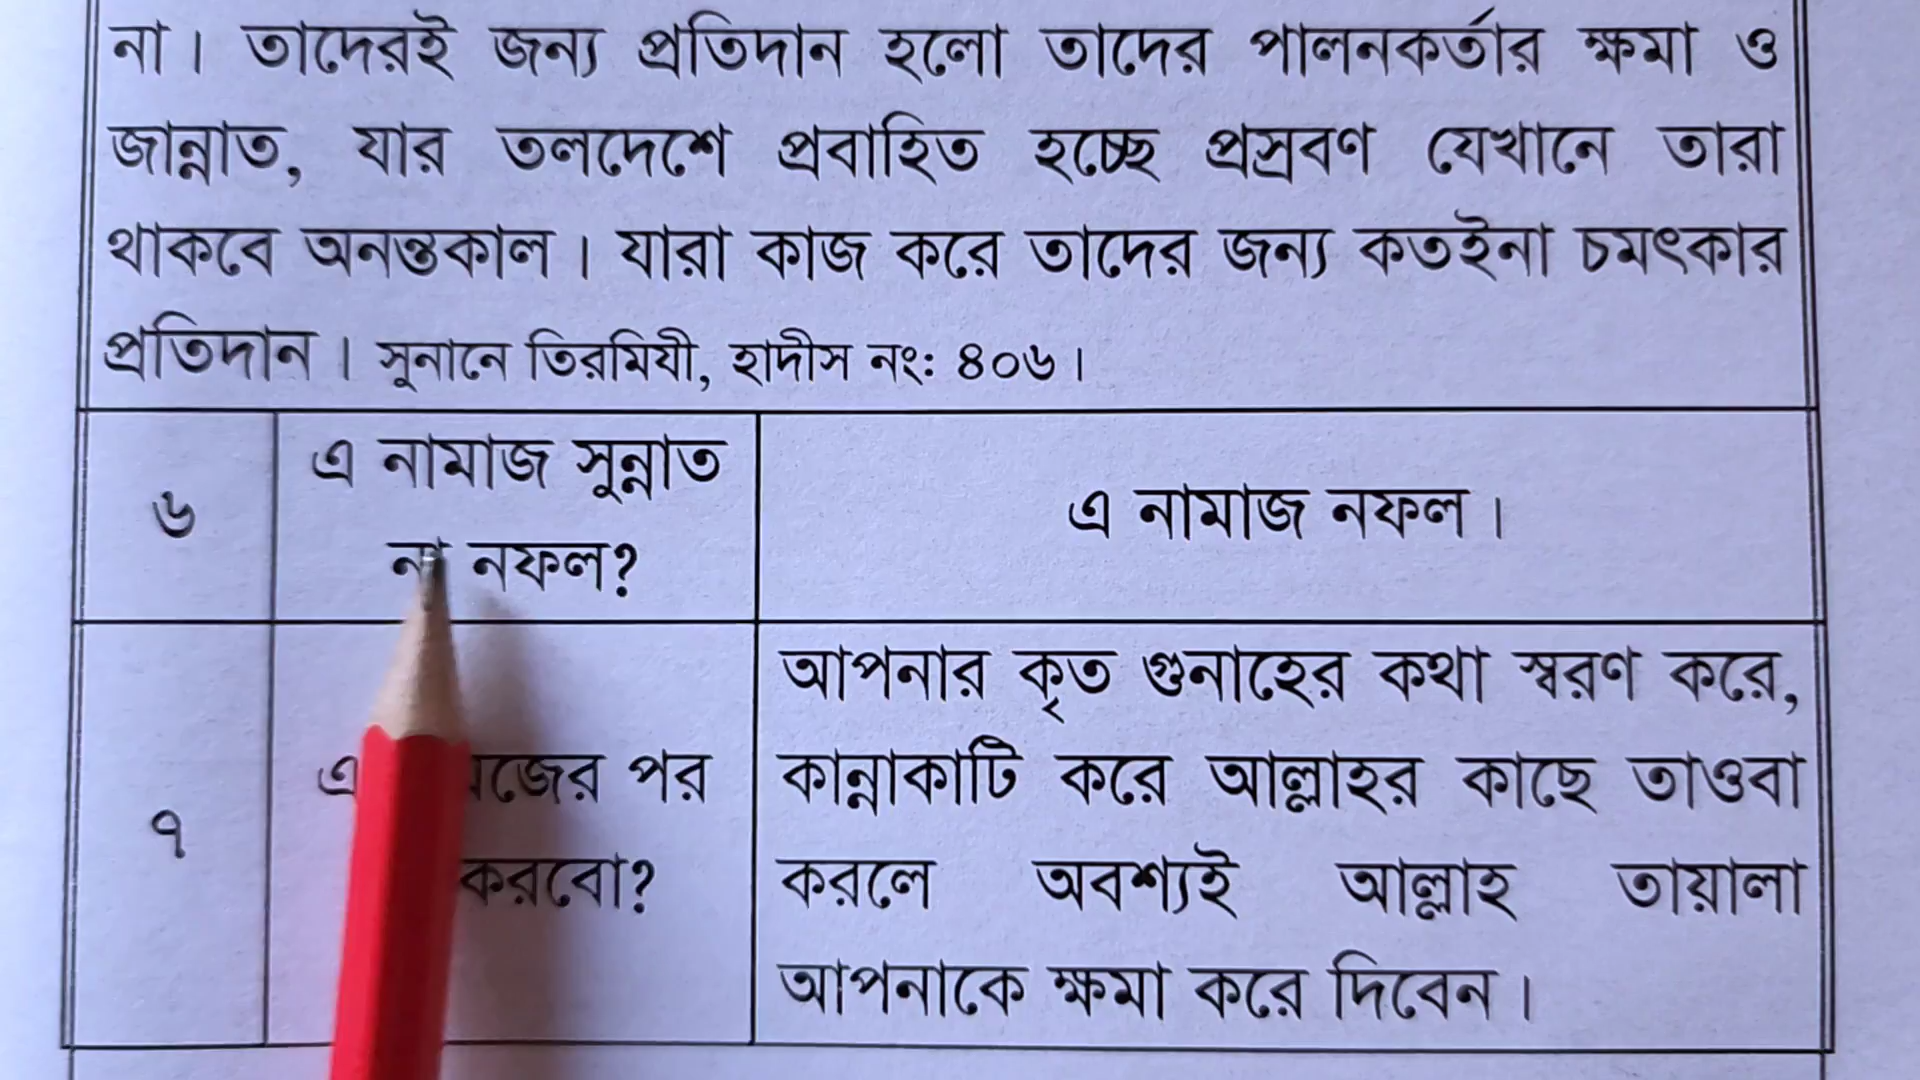 না। তাদেরই জন্য প্রতিদান হলো তাদের পালনকর্তার ক্ষমা ও
জান্নাত, যার তলদেশে প্রবাহিত হচ্ছে প্রস্রবণ যেখানে তারা
থাকবে অনন্তকাল। যারা কাজ করে তাদের জন্য কতইনা চমৎকার
প্রতিদান। সুনানে তিরমিযী, হাদীস নং: ৪০৬।
৬
এ নামাজ সুন্নাত
না নফল?
এ নামাজ নফল।
৭
এ পর
করবো?
আপনার কৃত গুনাহের কথা স্বরণ করে,
কান্নাকাটি করে আল্লাহর কাছে তাওবা
করলে অবশ্যই আল্লাহ তায়ালা
আপনাকে ক্ষমা করে দিবেন।